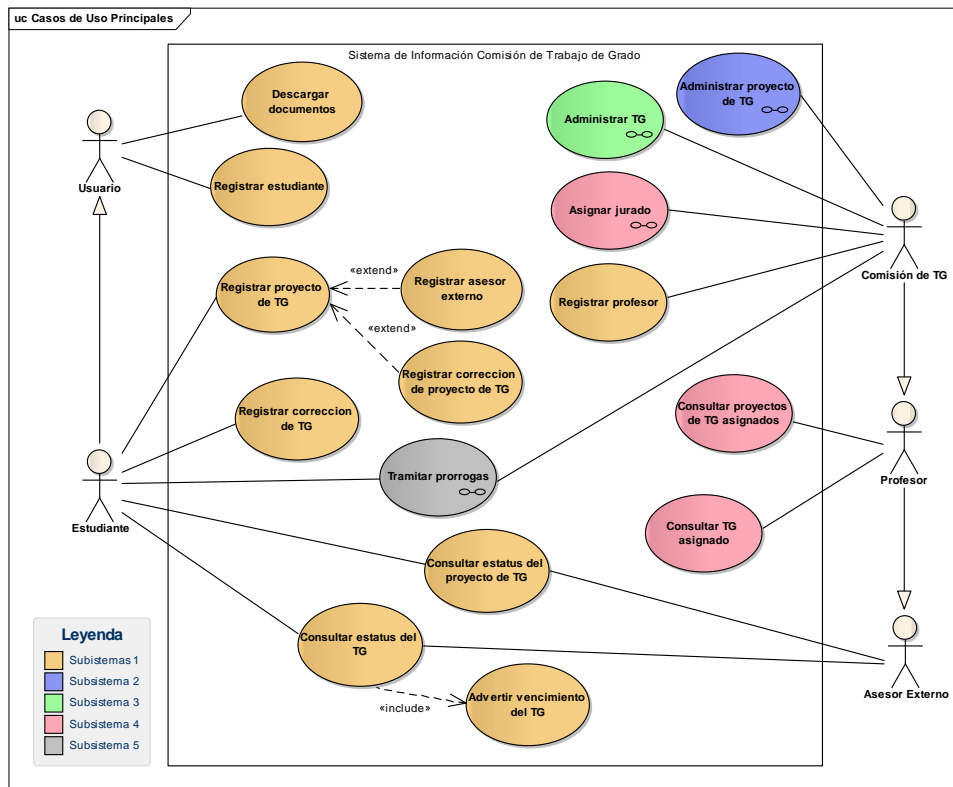 uc Casos de Uso Principales
Sistema de Información Comisión de Trabajo de Grado
Descargar
documentos
Administrar proyecto
de TG
Administrar TG
Usuario
Registrar estudiante
Asignar jurado
Comisión de TG
Registrar proyecto
de TG
«extend»
Registrar asesor
externo
Registrar profesor
«extend»
Registrar correccion
de proyecto de TG
Registrar correccion
de TG
Consultar proyectos
de TG asignados
Tramitar prorrogas
Profesor
Estudiante
Consultar TG
asignado
Consultar estatus del
proyecto de TG
Consultar estatus del
TG
Asesor Externo
«include»
Advertir vencimiento
del TG
Leyenda
Subsistemas 1
Subsistema 2
Subsistema 3
Subsistema 4
Subsistema 5